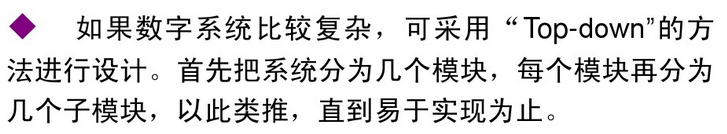 ◆ 如果数字系统比较复杂，可采用“Top-down”的方
法进行设计。首先把系统分为几个模块，每个模块再分为
几个子模块，以此类推，直到易于实现为止。